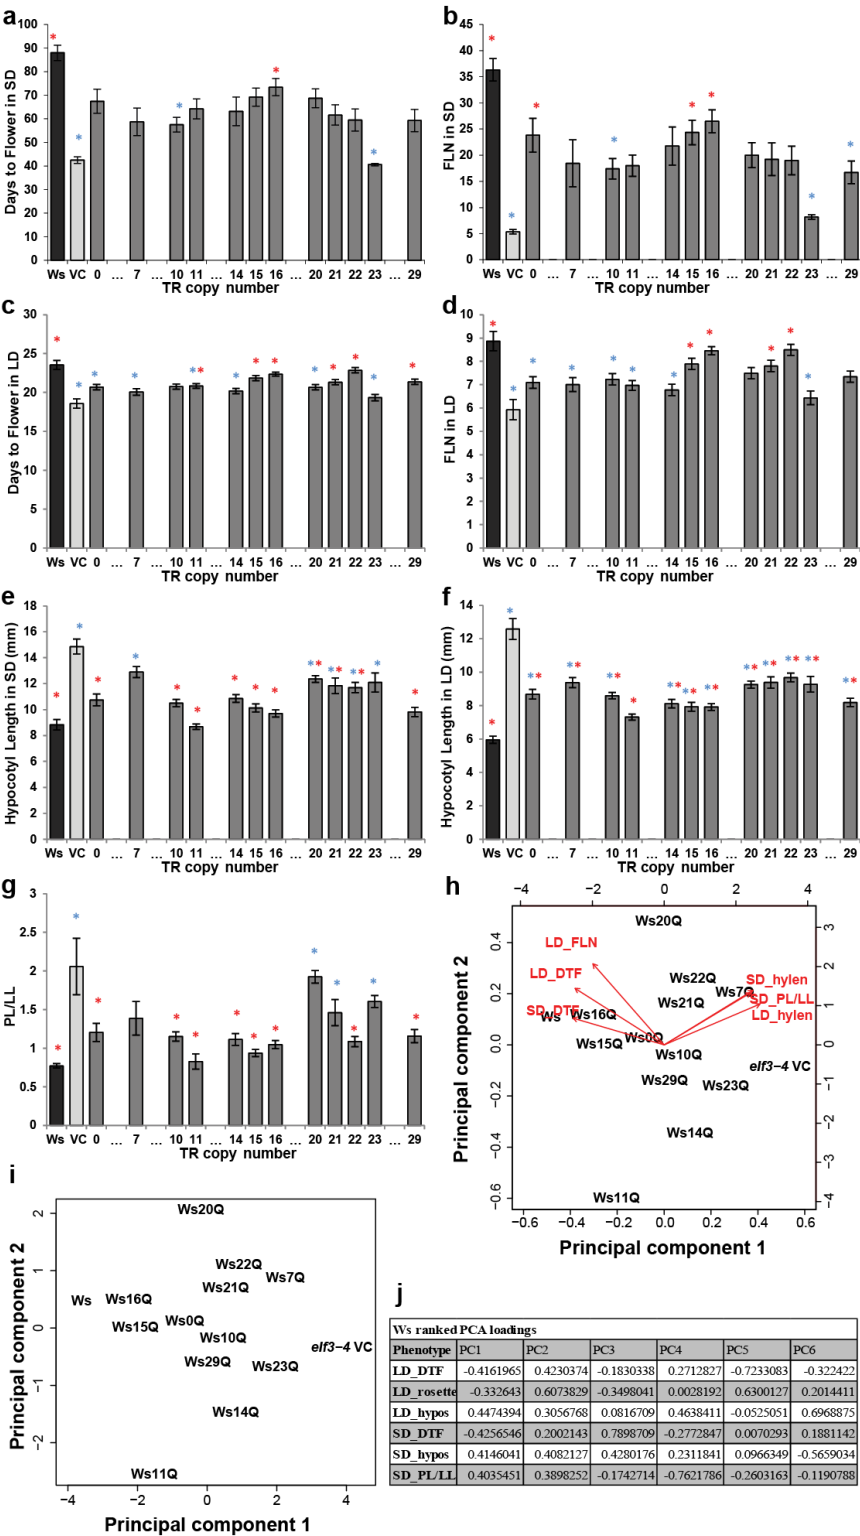 a
100
90
80
70
60
50
40
30
20
10
0
Days to Flower in SD
* * * * *
Ws VC 0 ... 7 ... 10 11 ... 14 15 16 ... 20 21 22 23 ... 29
TR copy number
b
45
40
35
30
25
20
15
10
5
0
FLN in SD
* * * * * * * *
Ws VC 0 ... 7 ... 10 11 ... 14 15 16 ... 20 21 22 23 ... 29
TR copy number
c
30
25
20
15
10
5
0
Days to Flower in LD
* * * * ** * * * * * * * *
Ws VC 0 ... 7 ... 10 11 ... 14 15 16 ... 20 21 22 23 ... 29
TR copy number
d
10
9
8
7
6
5
4
3
2
1
0
FLN in LD
* * * * * * * * * * * *
Ws VC 0 ... 7 ... 10 11 ... 14 15 16 ... 20 21 22 23 ... 29
TR copy number
e
18
16
14
12
10
8
6
4
2
0
Hypocotyl Length in SD (mm)
* * * * * * * * * ** ** ** * *
Ws VC 0 ... 7 ... 10 11 ... 14 15 16 ... 20 21 22 23 ... 29
TR copy number
f
14
12
10
8
6
4
2
0
Hypocotyl Length in LD (mm)
* * ** ** ** * ** ** ** ** ** ** ** **
Ws VC 0 ... 7 ... 10 11 ... 14 15 16 ... 20 21 22 23 ... 29
TR copy number
g
3
2.5
2
1.5
1
0.5
0
PL/LL
* * * * * * * * * * * * *
Ws VC 0 ... 7 ... 10 11 ... 14 15 16 ... 20 21 22 23 ... 29
TR copy number
h
−4 −2 0 2 4
0.4
0.2
0.0
−0.2
−0.4
−0.6
Principal component 2
3
2
1
0
−1
−2
−3
−4
Ws20Q
LD_FLN
LD_DTF
Ws22Q
SD_hylen
Ws7Q
SD_PL/LL
Ws21Q
SD_DTF
Ws
Ws16Q
LD_hylen
Ws15Q
Ws0Q
Ws10Q
elf3−4 VC
Ws29Q
Ws23Q
Ws14Q
Ws11Q
−0.6 −0.4 −0.2 0.0 0.2 0.4 0.6
Principal component 1
i
2
1
0
−1
−2
Principal component 2
Ws20Q
Ws22Q
Ws7Q
Ws21Q
Ws
Ws16Q
Ws0Q
Ws15Q
Ws10Q
elf3−4 VC
Ws29Q
Ws23Q
Ws14Q
Ws11Q
−4 −2 0 2 4
Principal component 1
j
Ws ranked PCA loadings
Phenotype PC1 PC2 PC3 PC4 PC5 PC6
LD_DTF -0.4161965 0.4230374 -0.1830338 0.2712827 -0.7233083 -0.322422
LD_rosette -0.332643 0.6073829 -0.3498041 0.0028192 0.6300127 0.2014411
LD_hypos 0.4474394 0.3056768 0.0816709 0.4638411 -0.0525051 0.6968875
SD_DTF -0.4256546 0.2002143 0.7898709 -0.2772847 0.0070293 0.1881142
SD_hypos 0.4146041 0.4082127 0.4280176 0.2311841 0.0966349 -0.5659034
SD_PL/LL 0.4035451 0.3898252 -0.1742714 -0.7621786 -0.2603163 -0.1190788